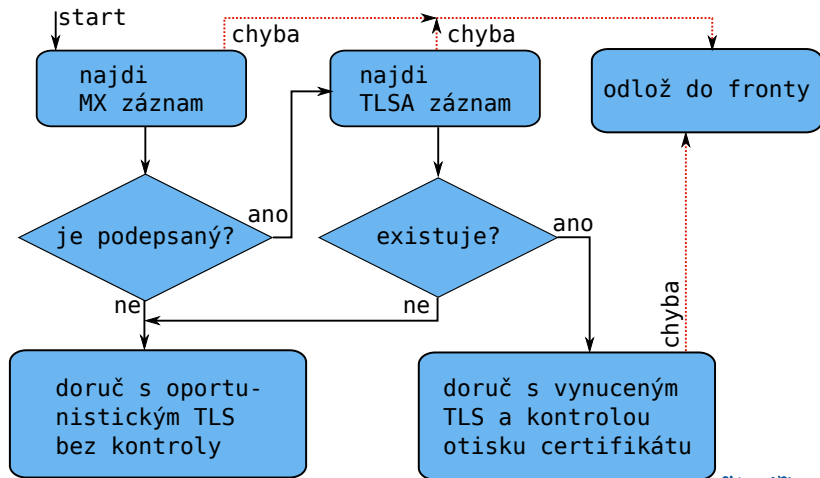 start
chyba
chyba
najdi
MX záznam
najdi
TLSA záznam
odlož do fronty
je podepsaný?
ano
existuje?
ano
ne
ne
chyba
doruč s oportu-
nistickým TLS
bez kontroly
doruč s vynuceným
TLS a kontrolou
otisku certifikátu